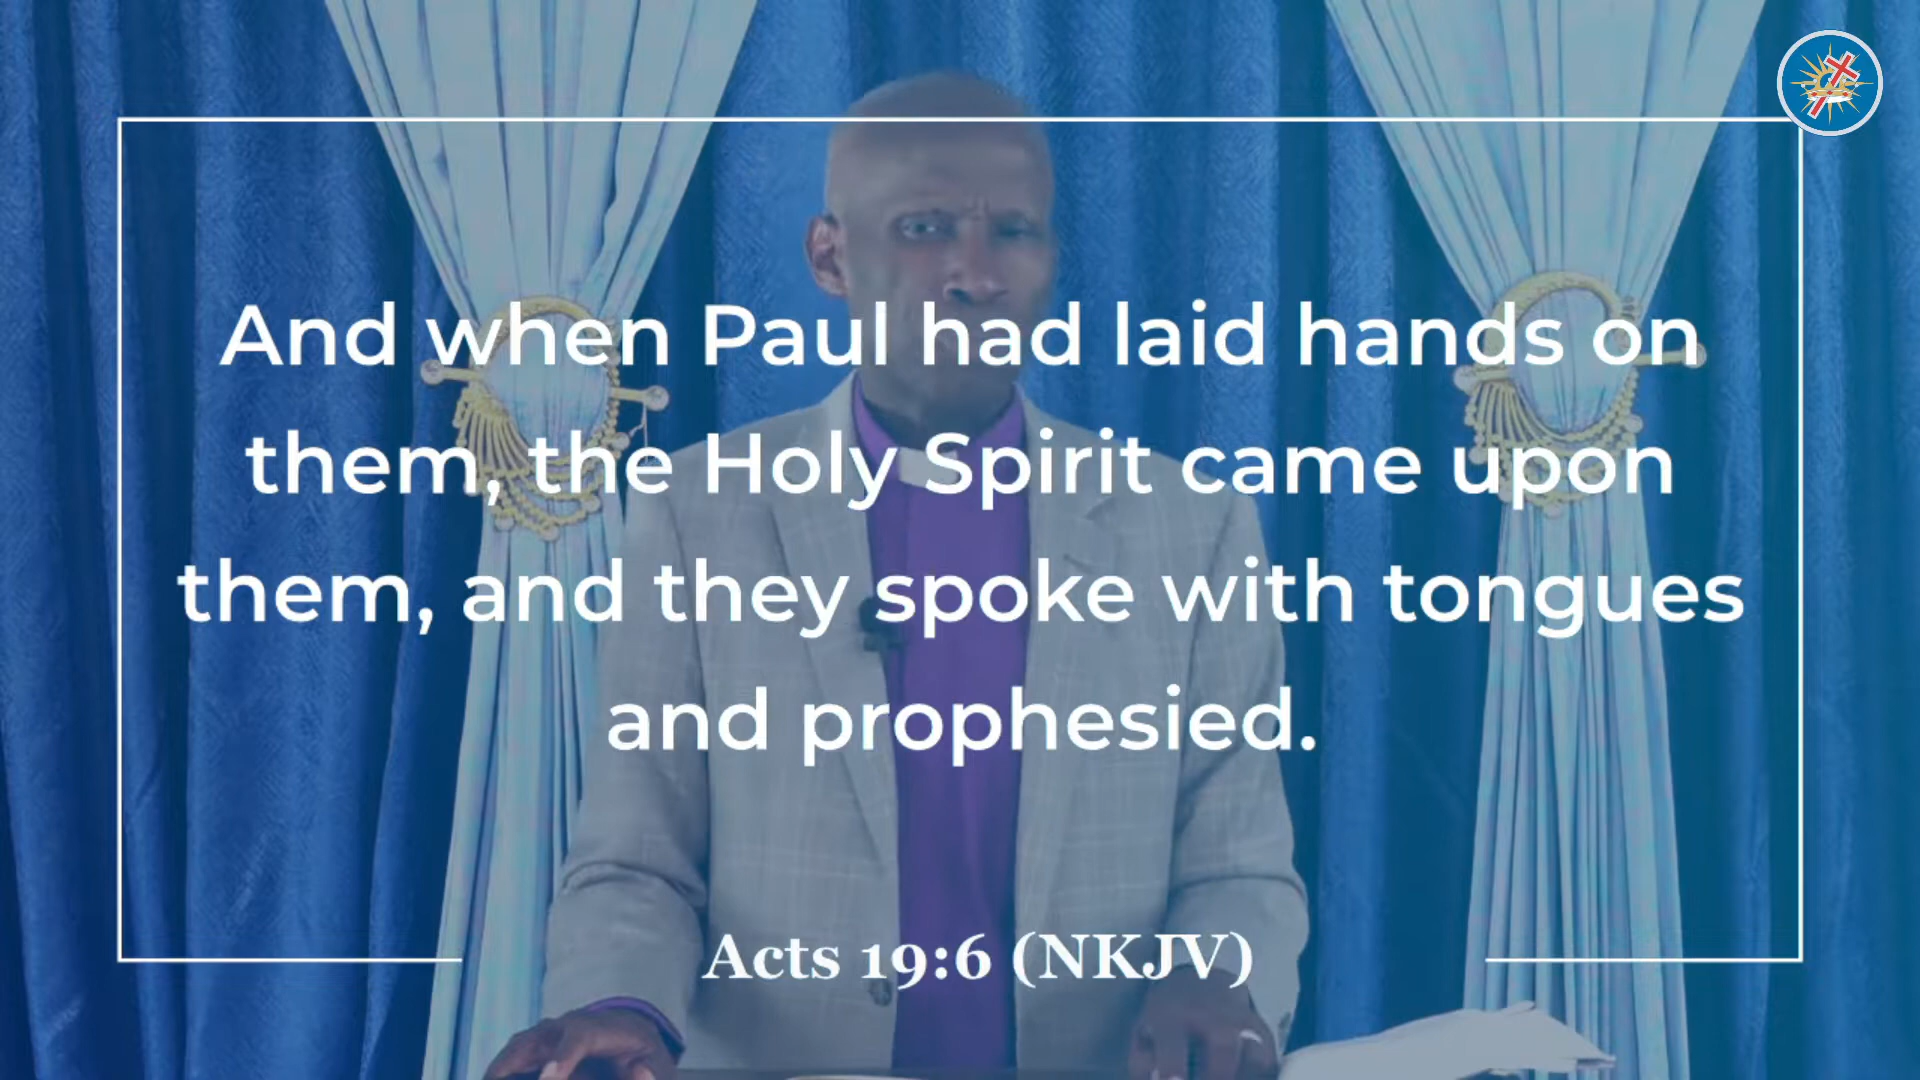 And when Paul had laid hands on
them, the Holy Spirit came upon
them, and they spoke with tongues
and prophesied.
Acts 19:6 (NKJV)